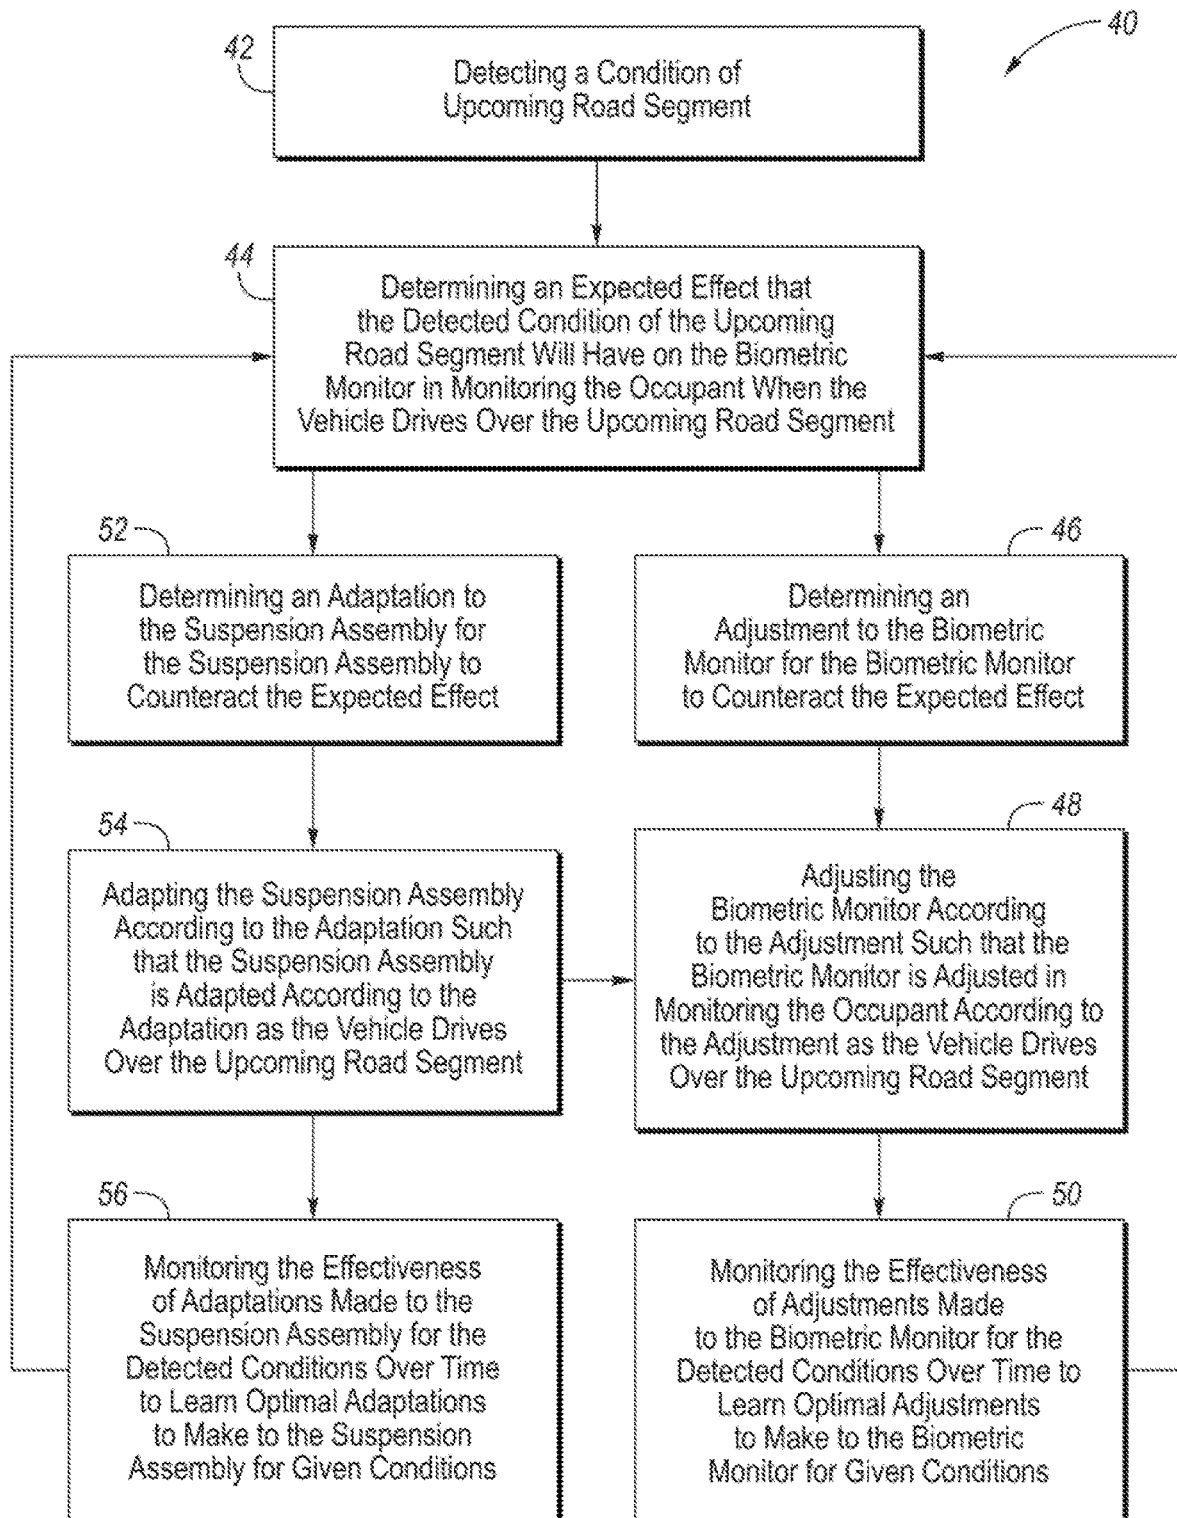 40
42
Detecting a Condition of
Upcoming Road Segment
44
Determining an Expected Effect that
the Detected Condition of the Upcoming
Road Segment Will Have on the Biometric
Monitor in Monitoring the Occupant When the
Vehicle Drives Over the Upcoming Road Segment
52
Determining an Adaptation to
the Suspension Assembly for
the Suspension Assembly to
Counteract the Expected Effect
46
Determining an
Adjustment to the Biometric
Monitor for the Biometric Monitor
to Counteract the Expected Effect
54
Adapting the Suspension Assembly
According to the Adaptation Such
that the Suspension Assembly
is Adapted According to the
Adaptation as the Vehicle Drives
Over the Upcoming Road Segment
48
Adjusting the
Biometric Monitor According
to the Adjustment Such that the
Biometric Monitor is Adjusted in
Monitoring the Occupant According to
the Adjustment as the Vehicle Drives
Over the Upcoming Road Segment
56
Monitoring the Effectiveness
of Adaptations Made to the
Suspension Assembly for the
Detected Conditions Over Time
to Learn Optimal Adaptations
to Make to the Suspension
Assembly for Given Conditions
50
Monitoring the Effectiveness
of Adjustments Made
to the Biometric Monitor for the
Detected Conditions Over Time to
Learn Optimal Adjustments
to Make to the Biometric
Monitor for Given Conditions